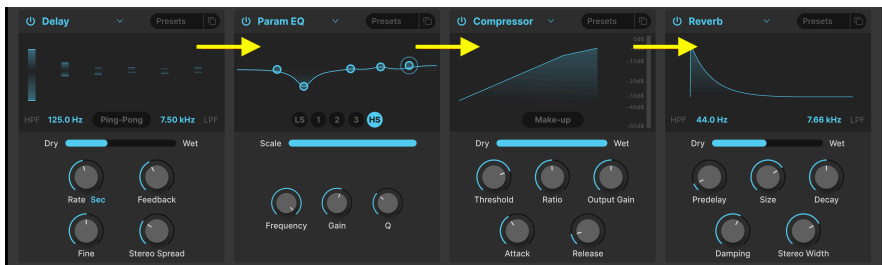 Delay
Presets
HPF 125.0 Hz Ping-Pong 7.50 kHz LPF
Dry Wet
Rate Sec Feedback
Fine Stereo Spread
Param EQ
Presets
LS 1 2 3 HS
Scale
Frequency Gain Q
Compressor
Presets
0dB
-10dB
-20dB
-30dB
-40dB
-60dB
Make-up
Dry Wet
Threshold Ratio Output Gain
Attack Release
Reverb
Presets
HPF 44.0 Hz 7.66 kHz LPF
Dry Wet
Predelay Size Decay
Damping Stereo Width